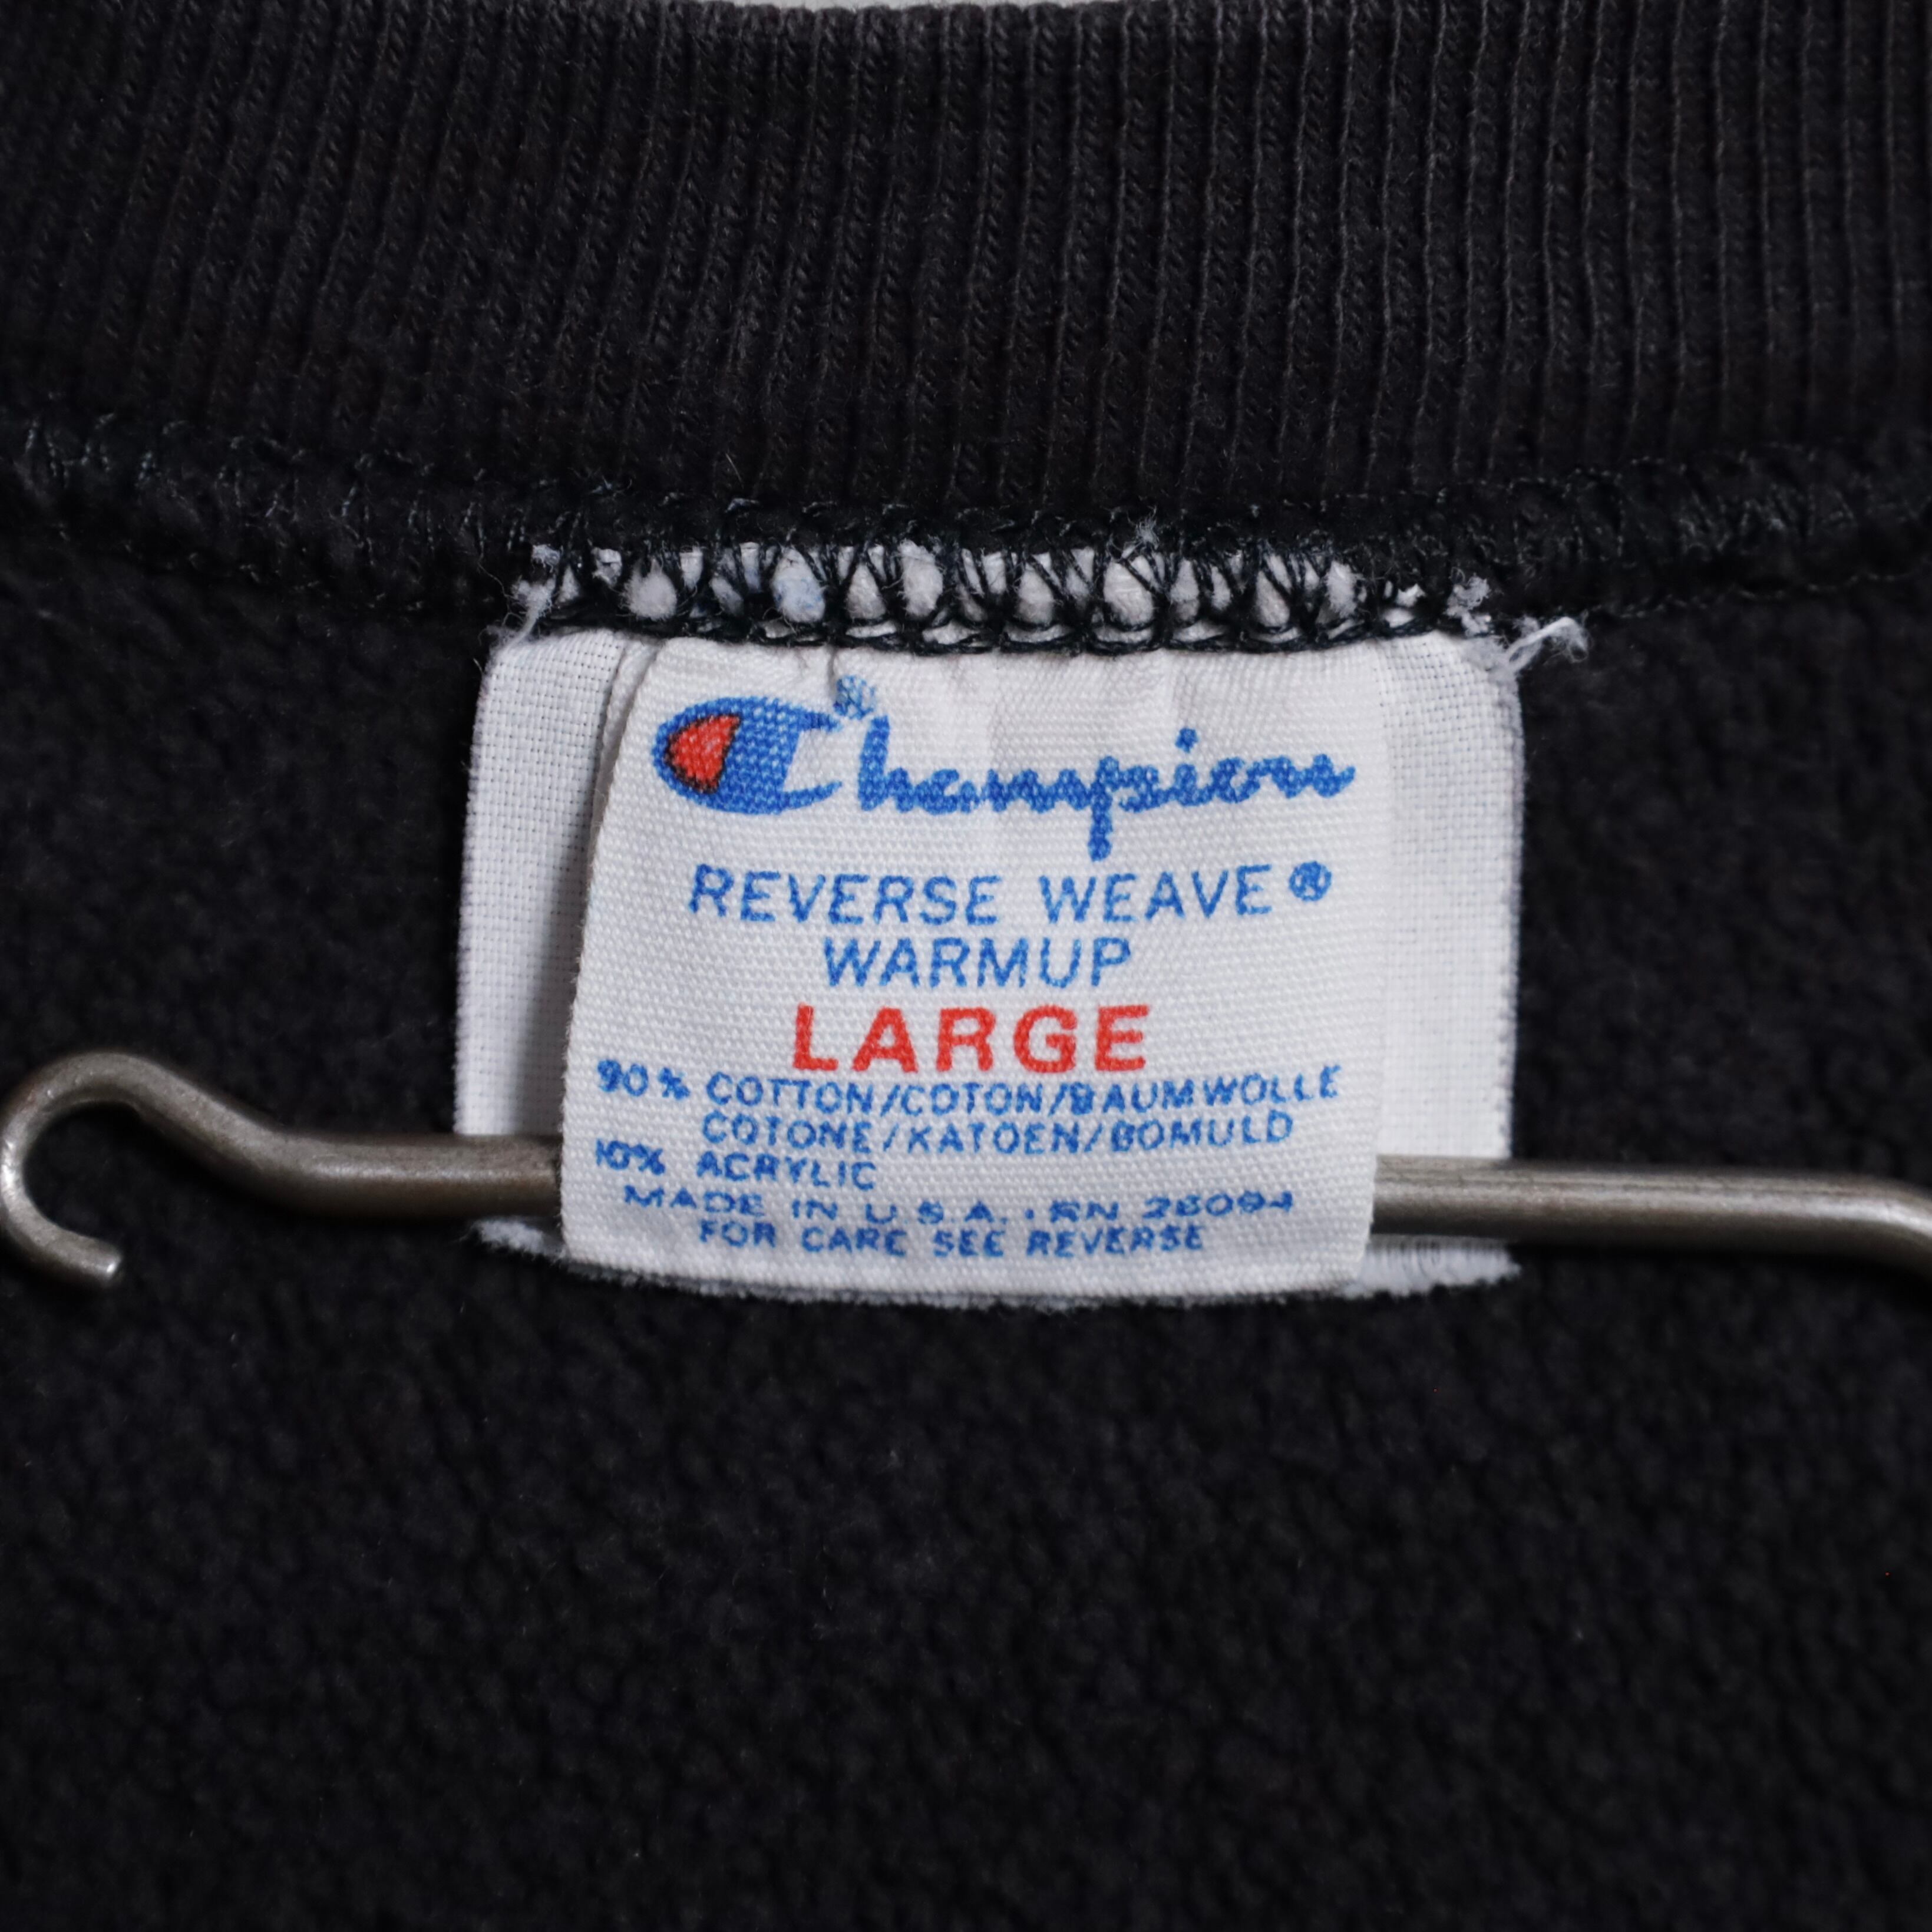 Champion®
REVERSE WEAVE®
WARMUP
LARGE
90% COTTON/COTON/BAUMWOLLE
COTONE/KATOEN/BOMULD
10% ACRYLIC
MADE IN U.S.A. · RN 26094
FOR CARE SEE REVERSE